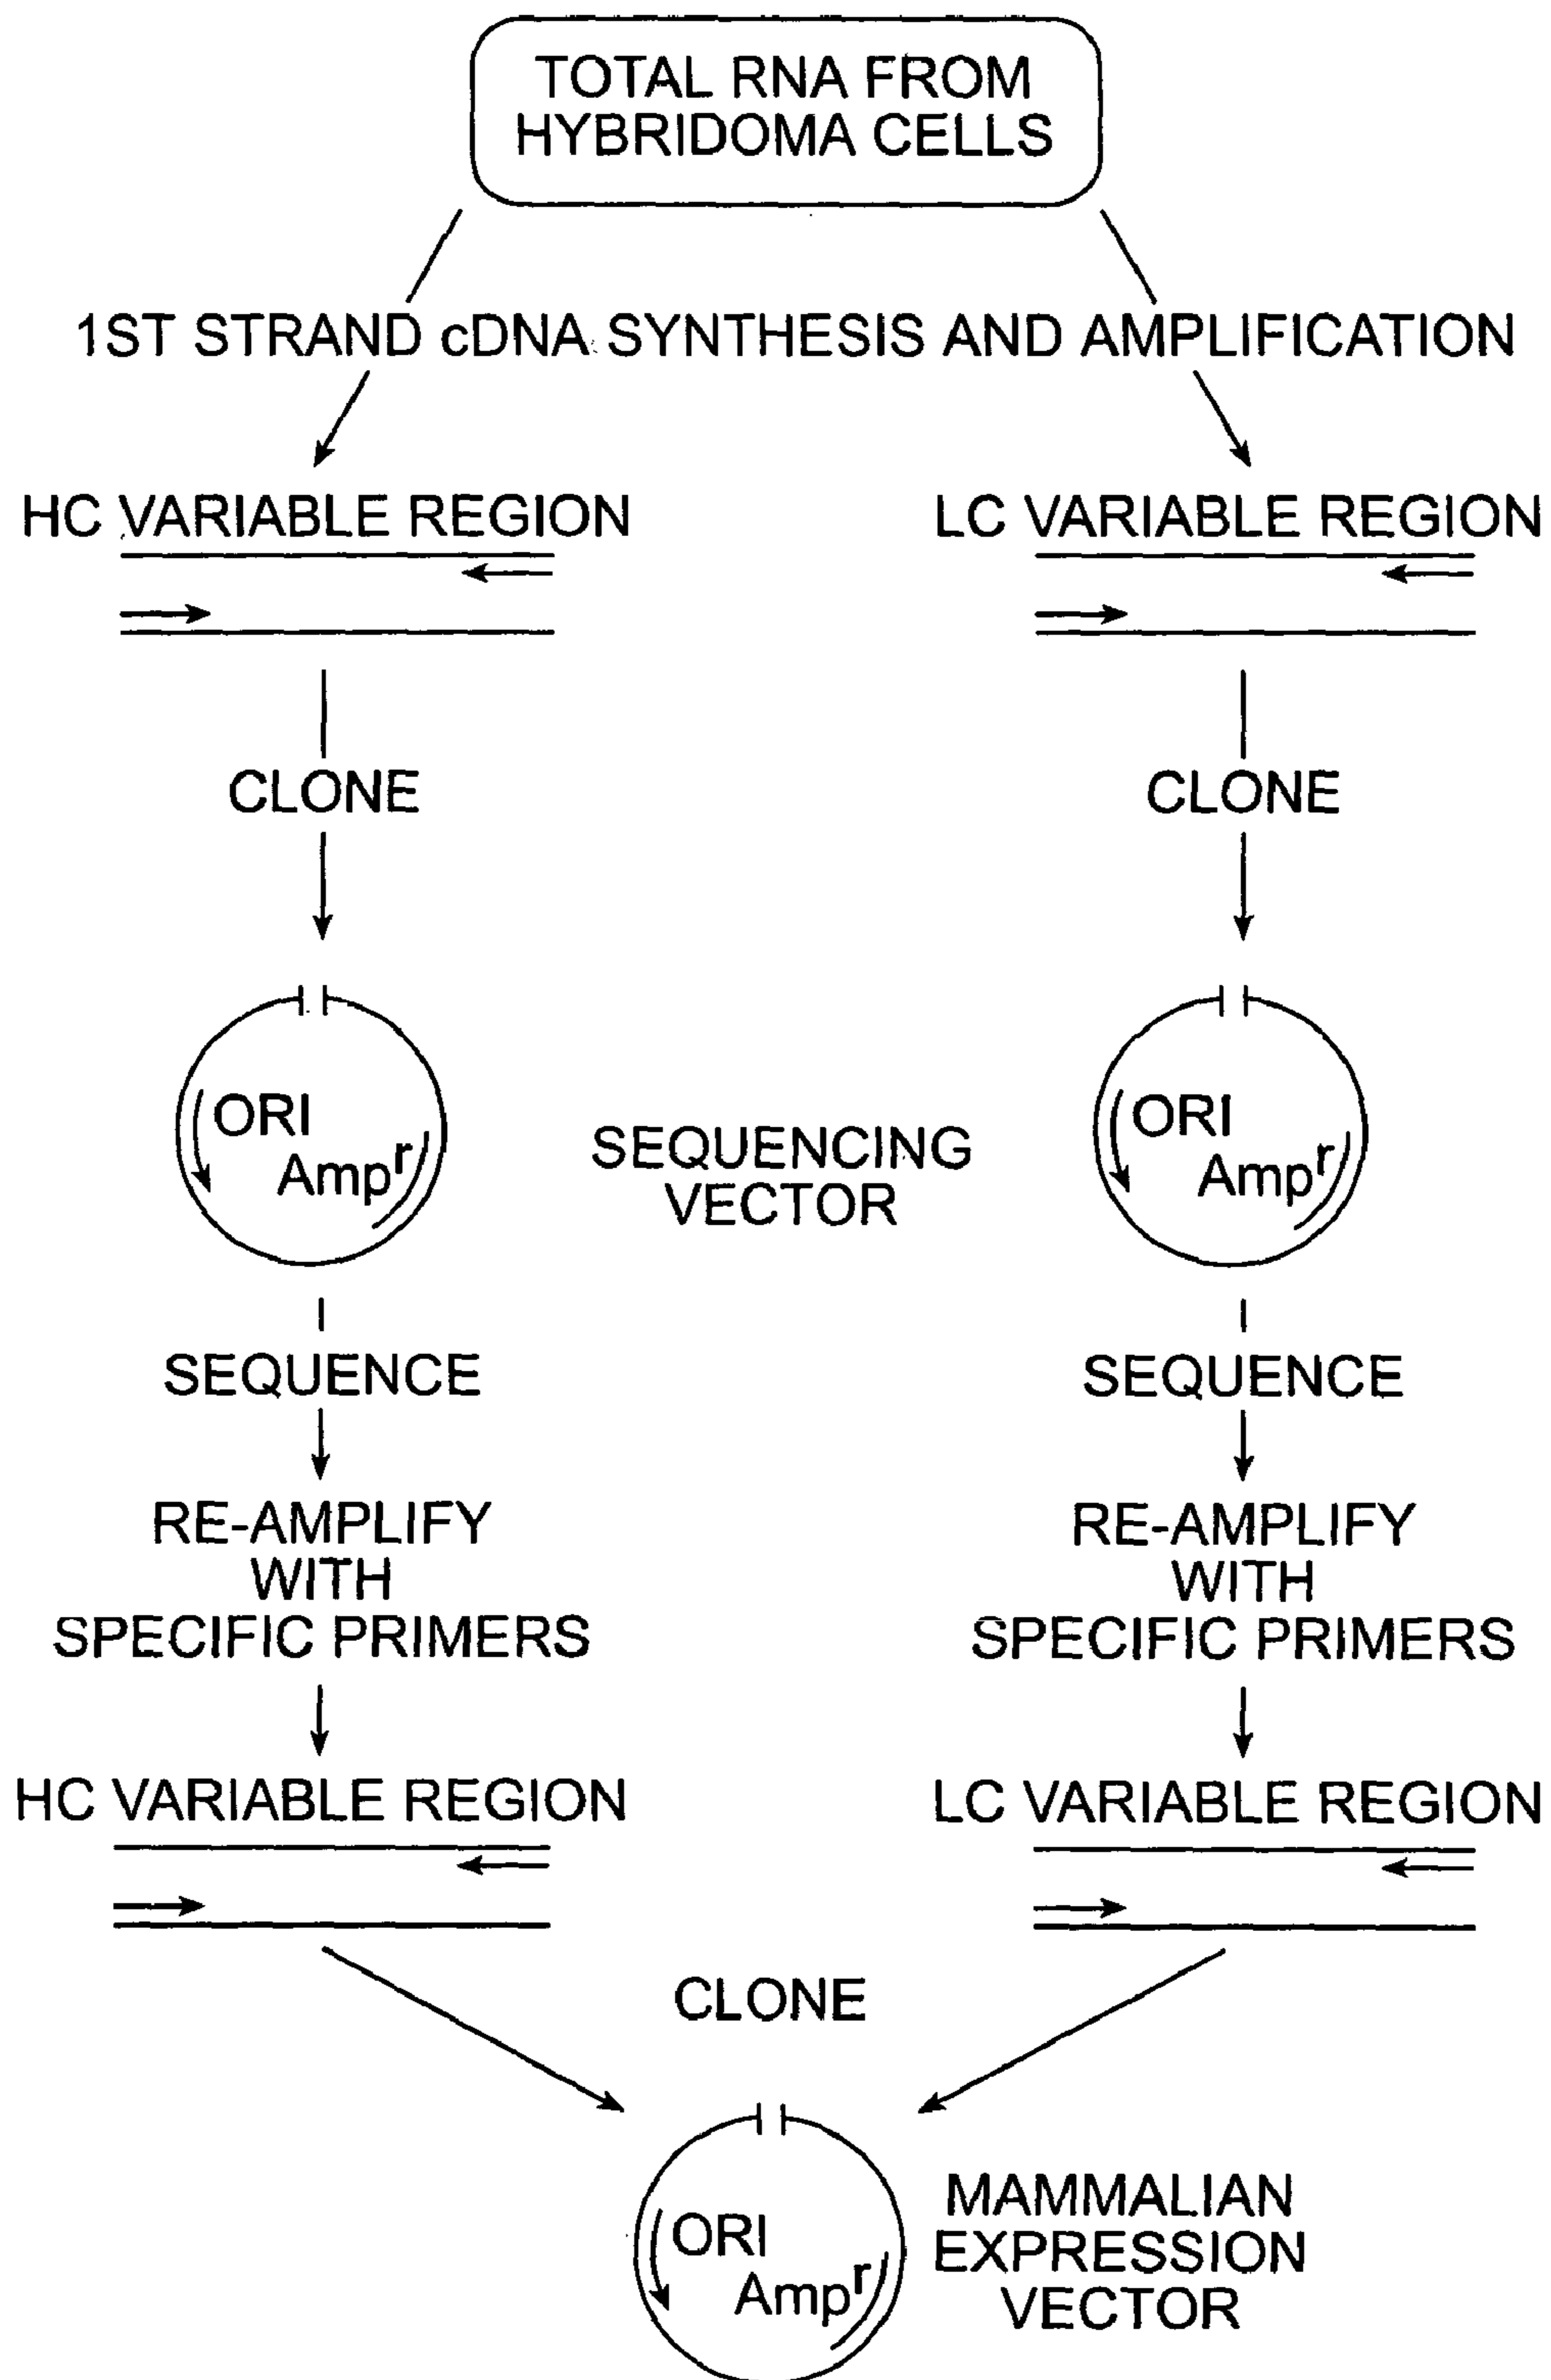 TOTAL RNA FROM
HYBRIDOMA CELLS
1ST STRAND cDNA SYNTHESIS AND AMPLIFICATION
HC VARIABLE REGION
LC VARIABLE REGION
CLONE
CLONE
ORI
Ampr
SEQUENCING
VECTOR
ORI
Ampr
SEQUENCE
SEQUENCE
RE-AMPLIFY
WITH
SPECIFIC PRIMERS
RE-AMPLIFY
WITH
SPECIFIC PRIMERS
HC VARIABLE REGION
LC VARIABLE REGION
CLONE
ORI
Ampr
MAMMALIAN
EXPRESSION
VECTOR